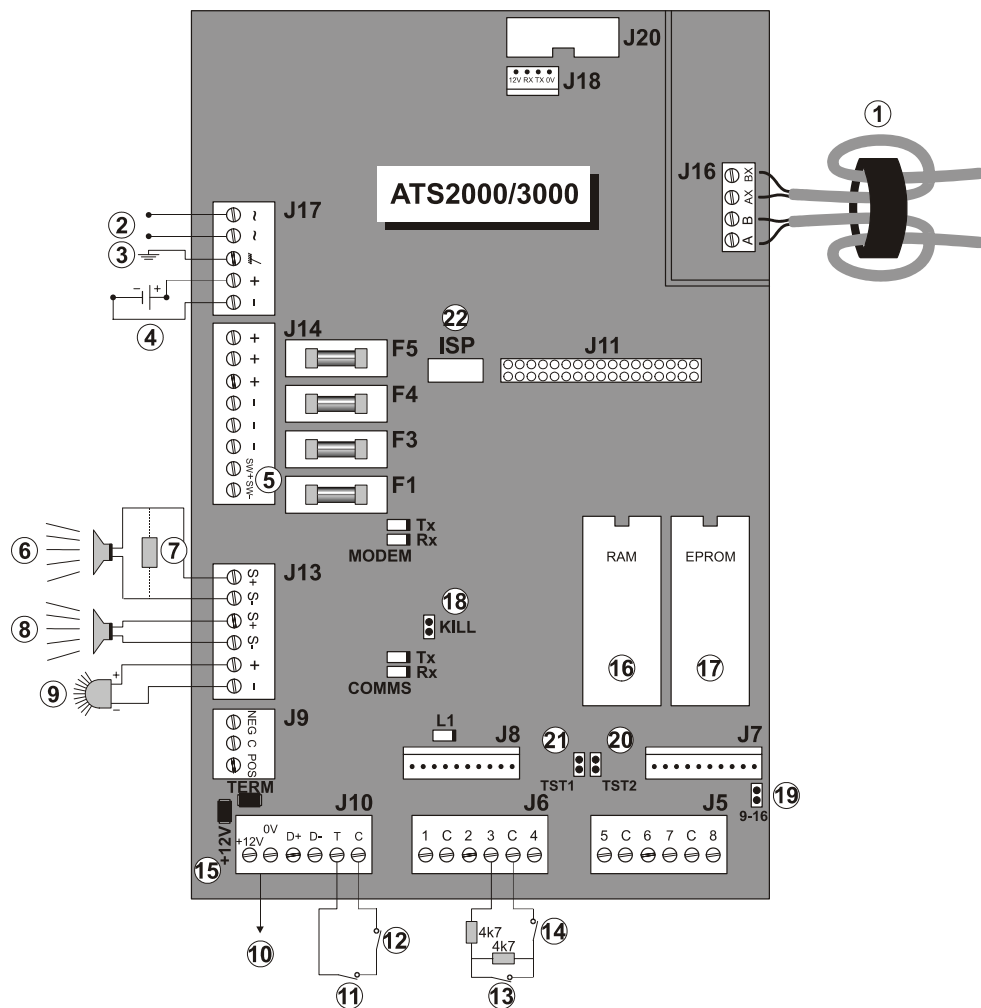 J20
12V RX TX 0V
J18
1
J16
BX
AX
B
A
ATS2000/3000
J17
~
~
+
-
2
3
- +
4
J14
+
+
+
-
-
-
SW+SW-
5
F5
F4
F3
F1
22
ISP
J11
Tx
Rx
MODEM
6
7
J13
S+
S-
S+
S-
+
-
8
9
+
-
18
KILL
Tx
Rx
COMMS
RAM
16
EPROM
17
J9
NEG C POS
TERM
+12V
L1
J8
21
TST1
20
TST2
J7
19
9-16
J10
+12V 0V D+ D- T C
15
J6
1 C 2 3 C 4
J5
5 C 6 7 C 8
10
12
11
4k7
4k7
14
13